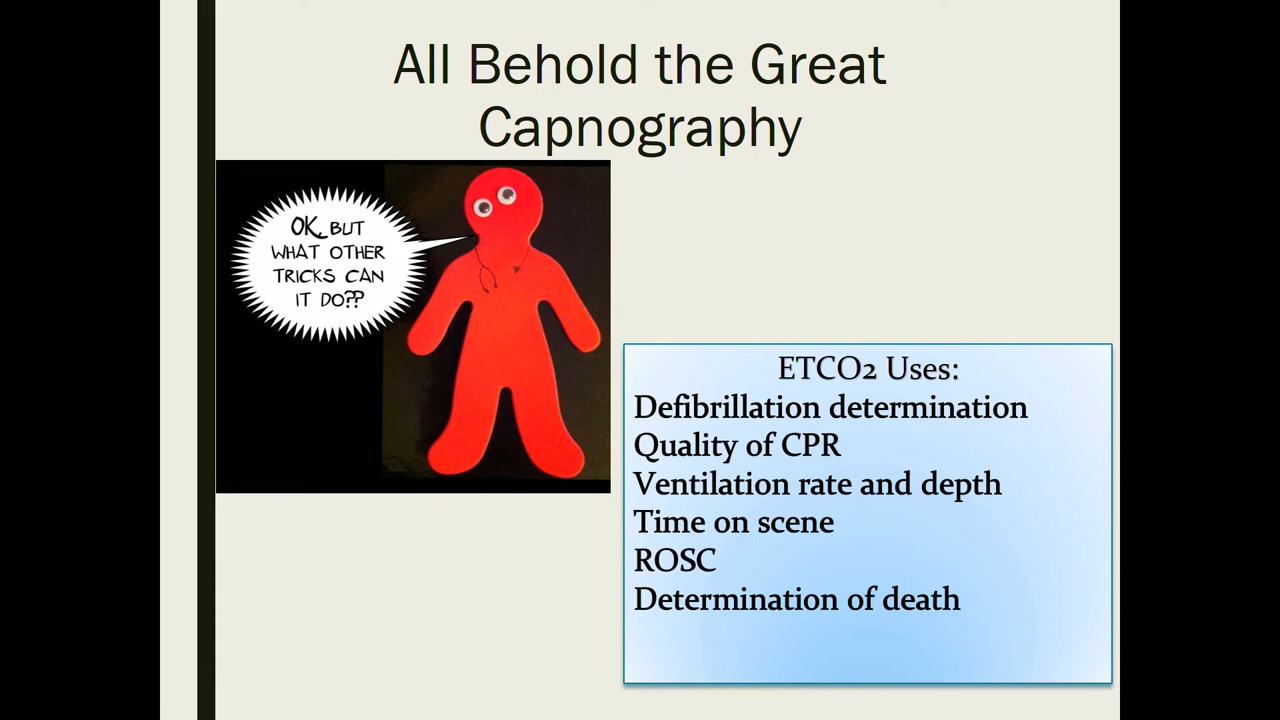 All Behold the Great
Capnography
OK, BUT
WHAT OTHER
TRICKS CAN
IT DO??
ETCO2 Uses:
Defibrillation determination
Quality of CPR
Ventilation rate and depth
Time on scene
ROSC
Determination of death